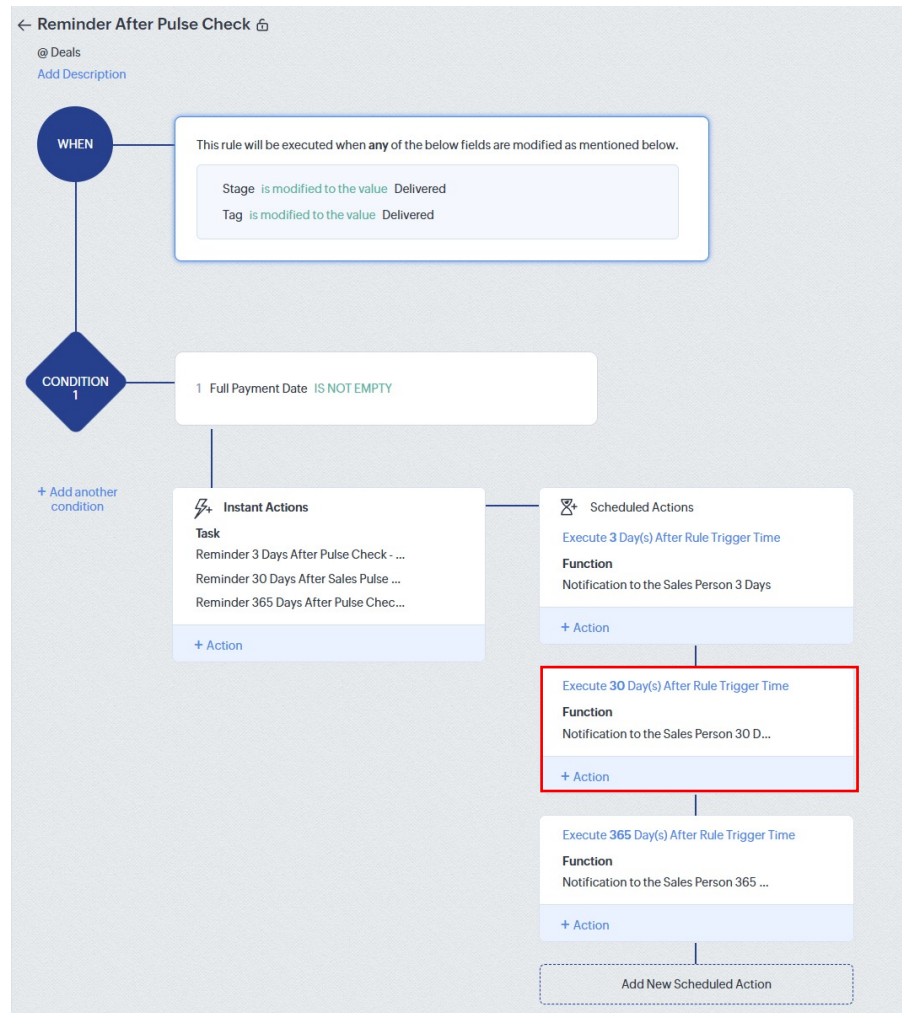 ← Reminder After Pulse Check
@ Deals
Add Description
WHEN
This rule will be executed when any of the below fields are modified as mentioned below.
Stage is modified to the value Delivered
Tag is modified to the value Delivered
CONDITION
1
1 Full Payment Date IS NOT EMPTY
+ Add another
condition
Instant Actions
Task
Reminder 3 Days After Pulse Check - ...
Reminder 30 Days After Sales Pulse ...
Reminder 365 Days After Pulse Chec...
+ Action
Scheduled Actions
Execute 3 Day(s) After Rule Trigger Time
Function
Notification to the Sales Person 3 Days
+ Action
Execute 30 Day(s) After Rule Trigger Time
Function
Notification to the Sales Person 30 D...
+ Action
Execute 365 Day(s) After Rule Trigger Time
Function
Notification to the Sales Person 365 ...
+ Action
Add New Scheduled Action